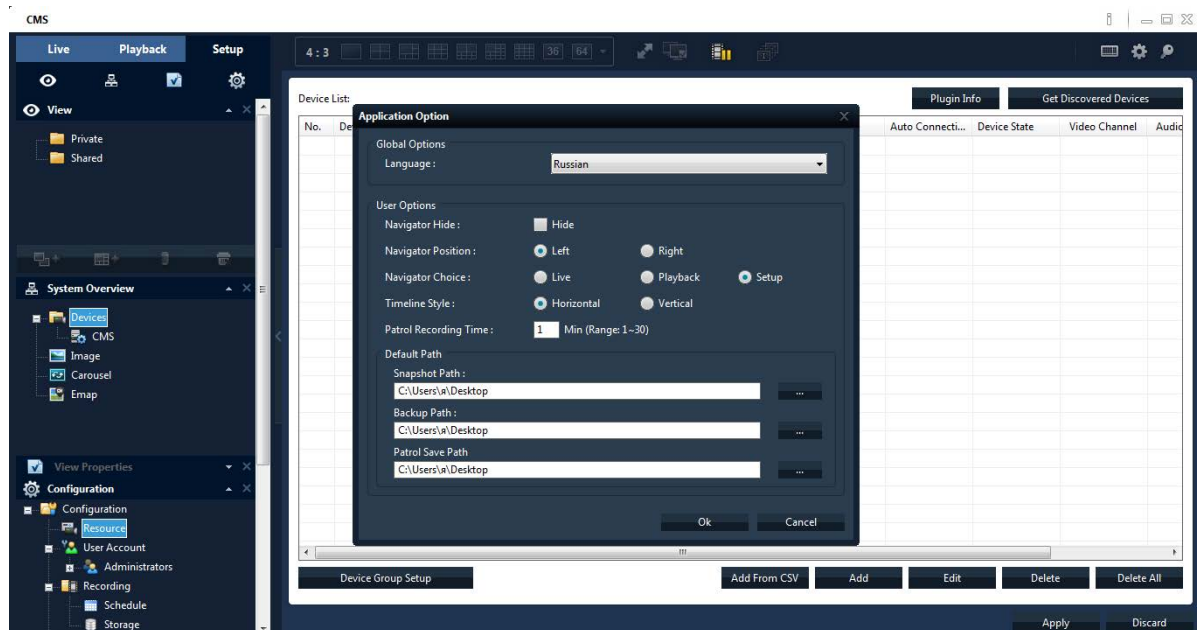 CMS
Live Playback Setup
4 : 3 36 64
View
Private
Shared
System Overview
Devices
CMS
Image
Carousel
Emap
View Properties
Configuration
Configuration
Resource
User Account
Administrators
Recording
Schedule
Storage
Device List:
Plugin Info Get Discovered Devices
No. De Auto Connecti... Device State Video Channel Audic
Application Option
Global Options
Language : Russian
User Options
Navigator Hide : Hide
Navigator Position : Left Right
Navigator Choice : Live Playback Setup
Timeline Style : Horizontal Vertical
Patrol Recording Time : 1 Min (Range: 1~30)
Default Path
Snapshot Path :
C:\Users\я\Desktop ...
Backup Path :
C:\Users\я\Desktop ...
Patrol Save Path
C:\Users\я\Desktop ...
Ok Cancel
Device Group Setup Add From CSV Add Edit Delete Delete All
Apply Discard